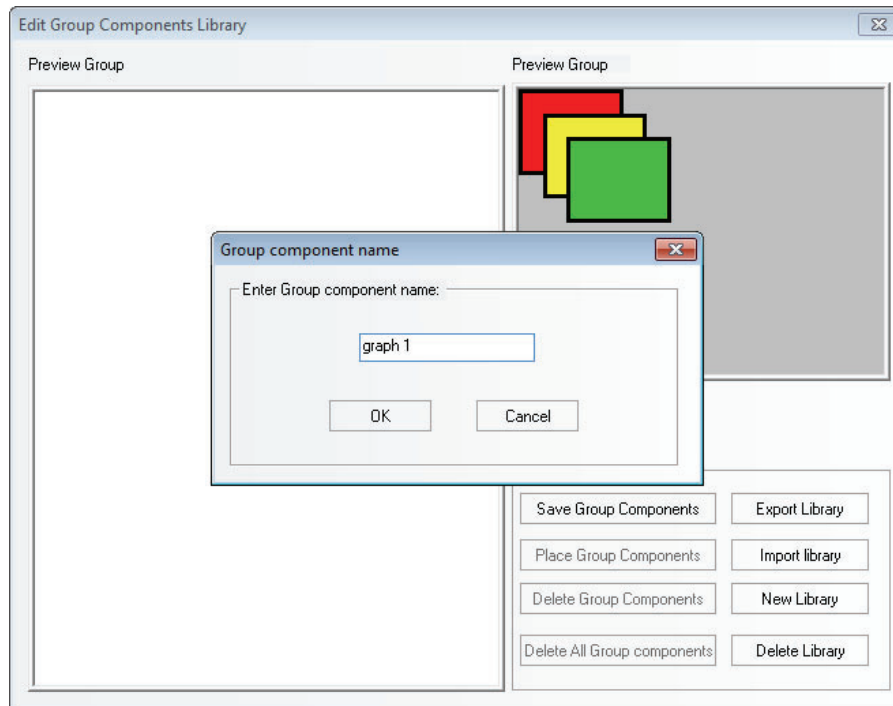 Edit Group Components Library
Preview Group
Preview Group
Group component name
Enter Group component name:
graph 1
OK
Cancel
Save Group Components
Export Library
Place Group Components
Import library
Delete Group Components
New Library
Delete All Group components
Delete Library